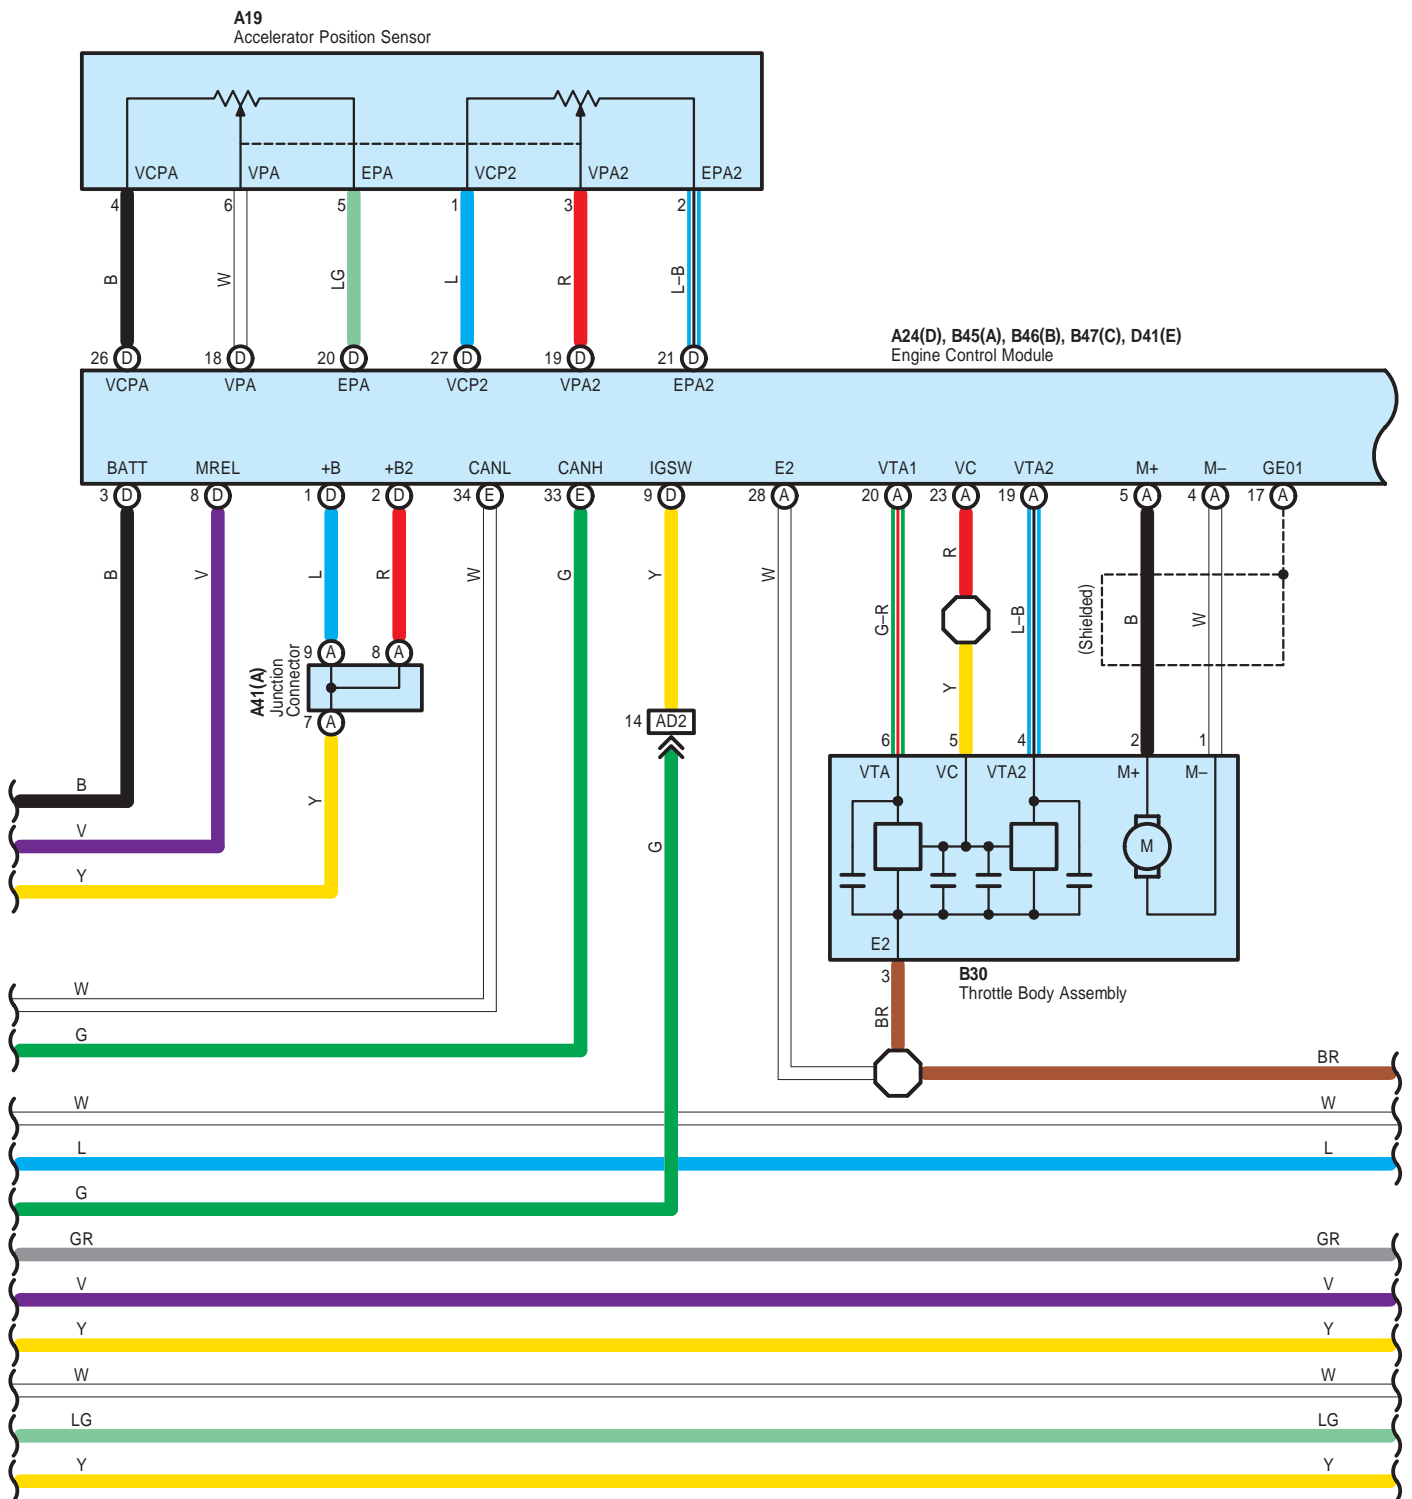 A19
Accelerator Position Sensor
VCPA VPA EPA VCP2 VPA2 EPA2
4 6 5 1 3 2
B W LG L R L–B
A24(D), B45(A), B46(B), B47(C), D41(E)
Engine Control Module
26 D 18 D 20 D 27 D 19 D 21 D
VCPA VPA EPA VCP2 VPA2 EPA2
BATT MREL +B +B2 CANL CANH IGSW E2 VTA1 VC VTA2 M+ M– GE01
3 D 8 D 1 D 2 D 34 E 33 E 9 D 28 A 20 A 23 A 19 A 5 A 4 A 17 A
B V L R W G Y W G–R R L–B B W
(Shielded)
9 A 8 A
A41(A)
Junction
Connector
7 A
14 AD2
Y
6 5 4 2 1
VTA VC VTA2 M+ M–
B
Y
V
G
M
Y
E2
3
B30
Throttle Body Assembly
W
BR
G
BR
W W
L L
G
GR GR
V V
Y Y
W W
LG LG
Y Y